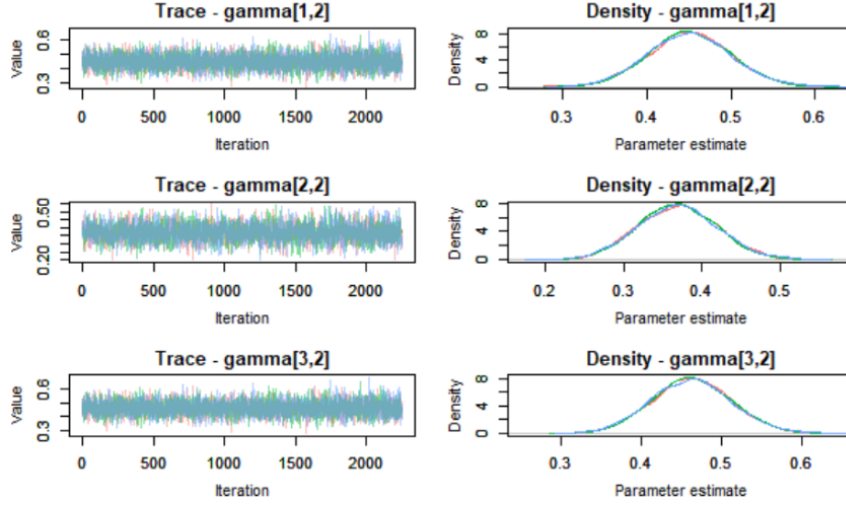 Trace - gamma[1,2]
Value
0.3
0.6
0 500 1000 1500 2000
Iteration
Density - gamma[1,2]
Density
0 4 8
0.3 0.4 0.5 0.6
Parameter estimate
Trace - gamma[2,2]
Value
0.20
0.50
0 500 1000 1500 2000
Iteration
Density - gamma[2,2]
Density
0 4 8
0.2 0.3 0.4 0.5
Parameter estimate
Trace - gamma[3,2]
Value
0.3
0.6
0 500 1000 1500 2000
Iteration
Density - gamma[3,2]
Density
0 4 8
0.3 0.4 0.5 0.6
Parameter estimate